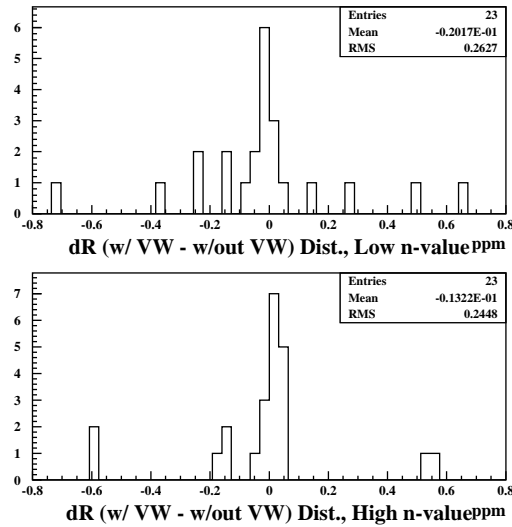 Entries 23
Mean -0.2017E-01
RMS 0.2627
6
5
4
3
2
1
0
-0.8 -0.6 -0.4 -0.2 0 0.2 0.4 0.6 0.8
dR (w/ VW - w/out VW) Dist., Low n-value ppm
Entries 23
Mean -0.1322E-01
RMS 0.2448
7
6
5
4
3
2
1
0
-0.8 -0.6 -0.4 -0.2 0 0.2 0.4 0.6 0.8
dR (w/ VW - w/out VW) Dist., High n-value ppm